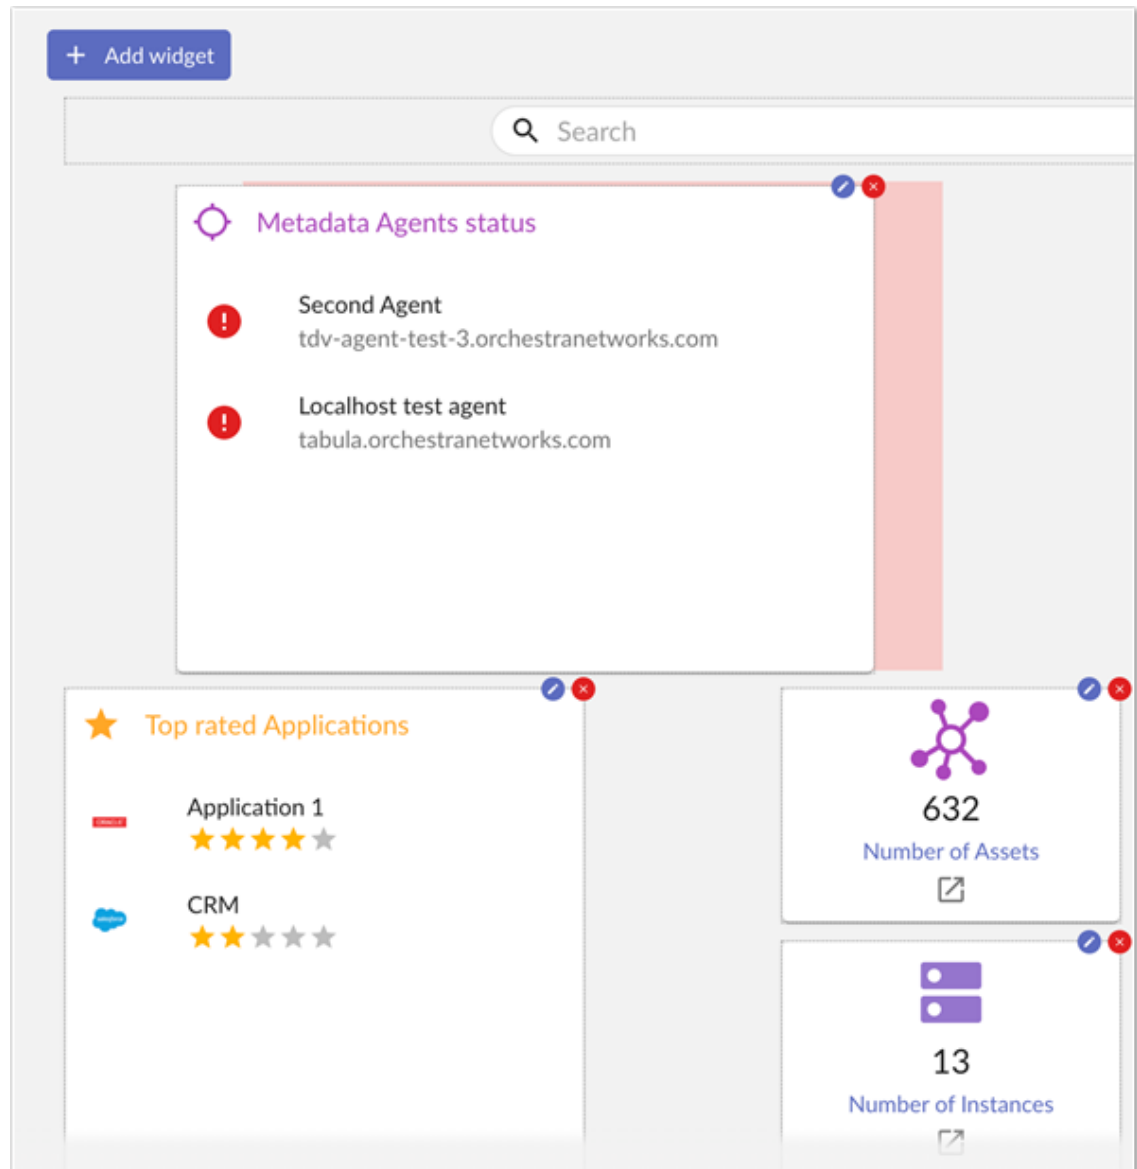 Add widget
Search
Metadata Agents status
Second Agent
tdv-agent-test-3.orchestranetworks.com
Localhost test agent
tabula.orchestranetworks.com
Top rated Applications
Application 1
CRM
632
Number of Assets
13
Number of Instances